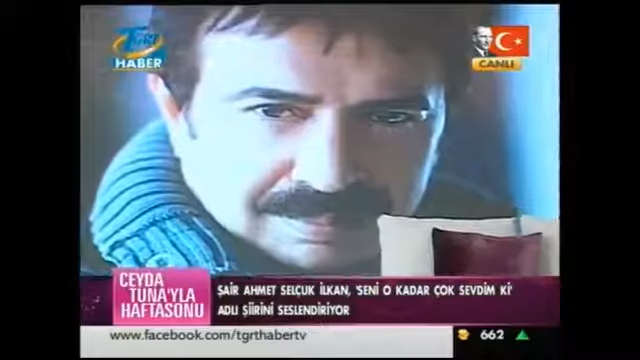 TGRT
HABER
CANLI
CEYDA
TUNA'YLA
HAFTASONU
ŞAİR AHMET SELÇUK İLKAN, 'SENİ O KADAR ÇOK SEVDİM Kİ'
ADLI ŞİİRİNİ SESLENDİRİYOR
www.facebook.com/tgrthabertv
662